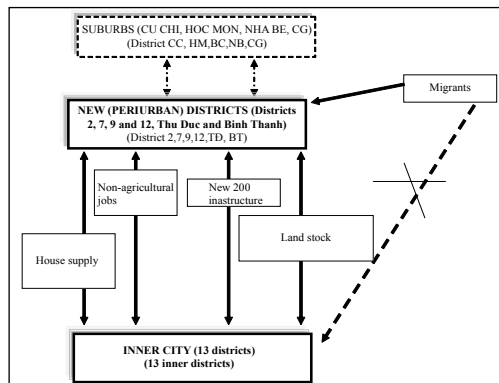 SUBURBS (CU CHI, HOC MON, NHA BE, CG)
(District CC, HM,BC,NB,CG)
Migrants
NEW (PERIURBAN) DISTRICTS (Districts
2, 7, 9 and 12, Thu Duc and Binh Thanh)
(District 2,7,9,12,TĐ, BT)
Non-agricultural
jobs
New 200
inastructure
Land stock
House supply
INNER CITY (13 districts)
(13 inner districts)